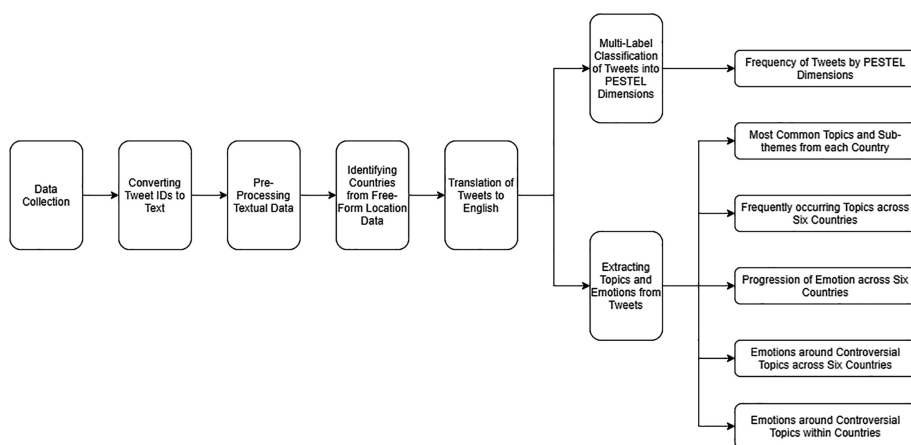 Data
Collection
Converting
Tweet IDs to
Text
Pre-
Processing
Textual Data
Identifying
Countries
from Free-
Form Location
Data
Translation of
Tweets to
English
Multi-Label
Classification
of Tweets into
PESTEL
Dimensions
Frequency of Tweets by PESTEL
Dimensions
Extracting
Topics and
Emotions from
Tweets
Most Common Topics and Sub-
themes from each Country
Frequently occurring Topics across
Six Countries
Progression of Emotion across Six
Countries
Emotions around Controversial
Topics across Six Countries
Emotions around Controversial
Topics within Countries